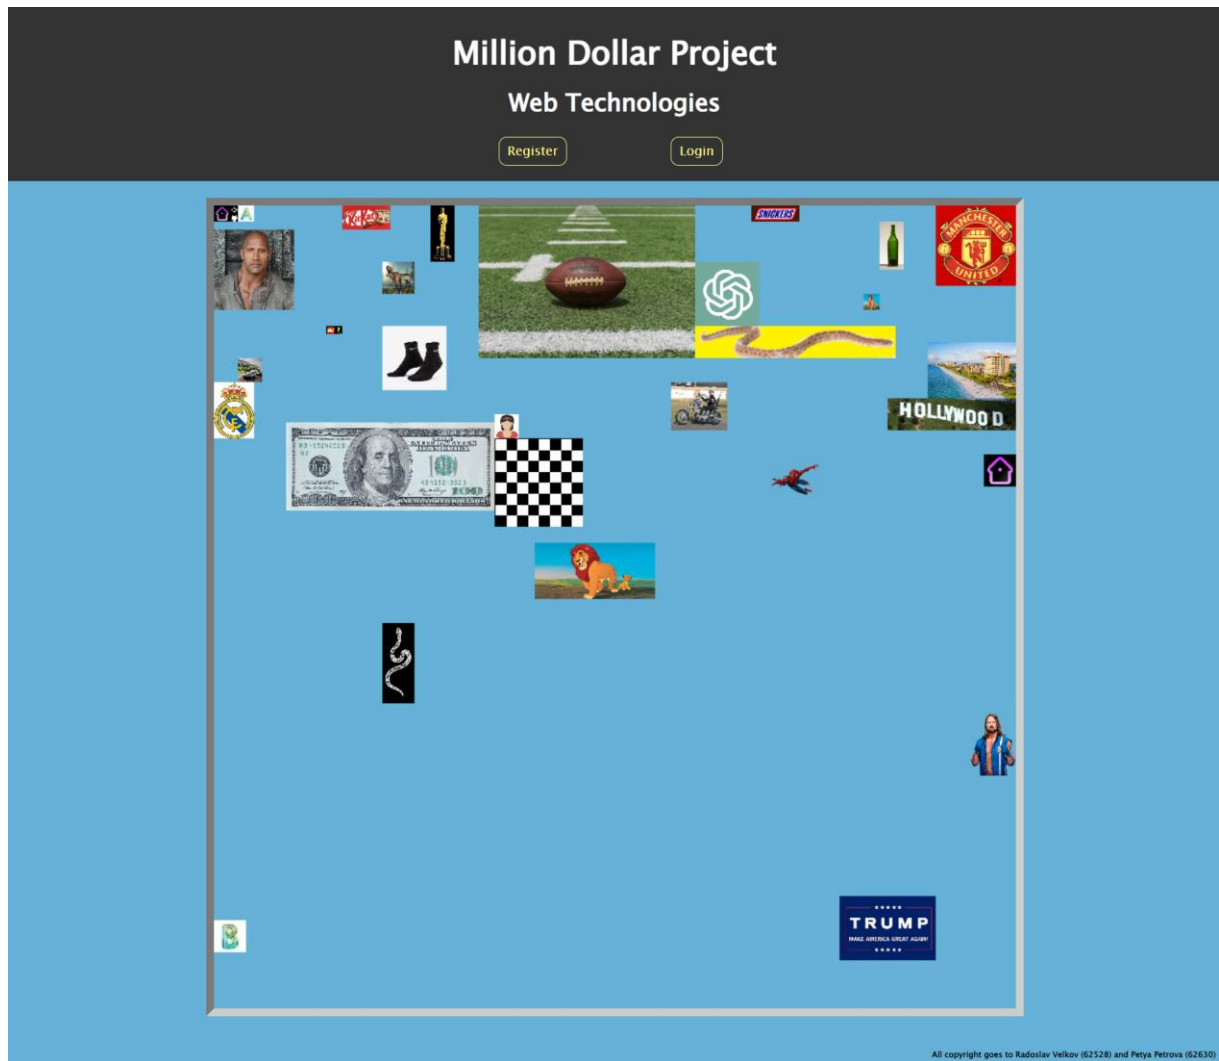 Million Dollar Project
Web Technologies
Register
Login
A
KitKat
SNICKERS
MANCHESTER
UNITED
HOLLYWOOD
100
B
TRUMP
MAKE AMERICA GREAT AGAIN!
All copyright goes to Radoslav Velkov (62528) and Petya Petrova (62630)